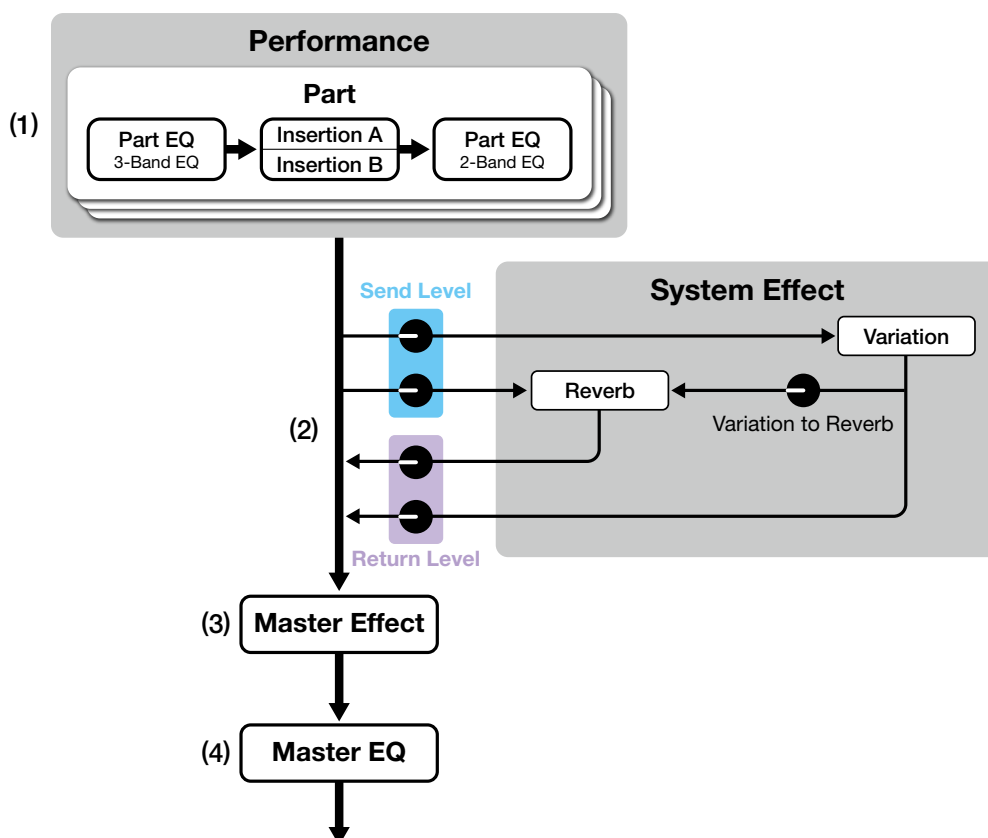 Performance
Part
(1)
Part EQ
3-Band EQ
Insertion A
Insertion B
Part EQ
2-Band EQ
Send Level
System Effect
Variation
Reverb
Variation to Reverb
(2)
Return Level
(3)
Master Effect
(4)
Master EQ